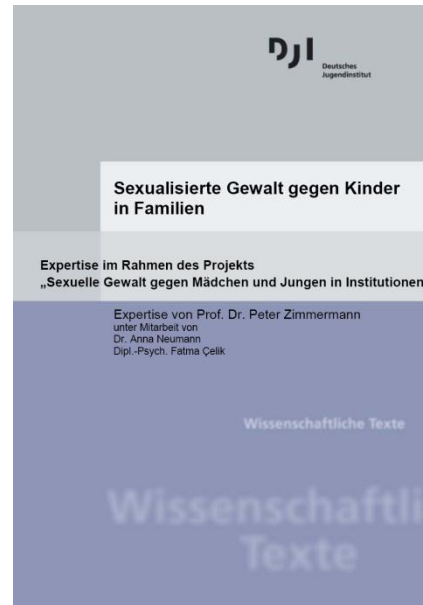 DJI
Deutsches
Jugendinstitut
Sexualisierte Gewalt gegen Kinder
in Familien
Expertise im Rahmen des Projekts
„Sexuelle Gewalt gegen Mädchen und Jungen in Institutionen
Expertise von Prof. Dr. Peter Zimmermann
unter Mitarbeit von
Dr. Anna Neumann
Dipl.-Psych. Fatma Çelik
Wissenschaftliche Texte
Wissenschaftli
Texte